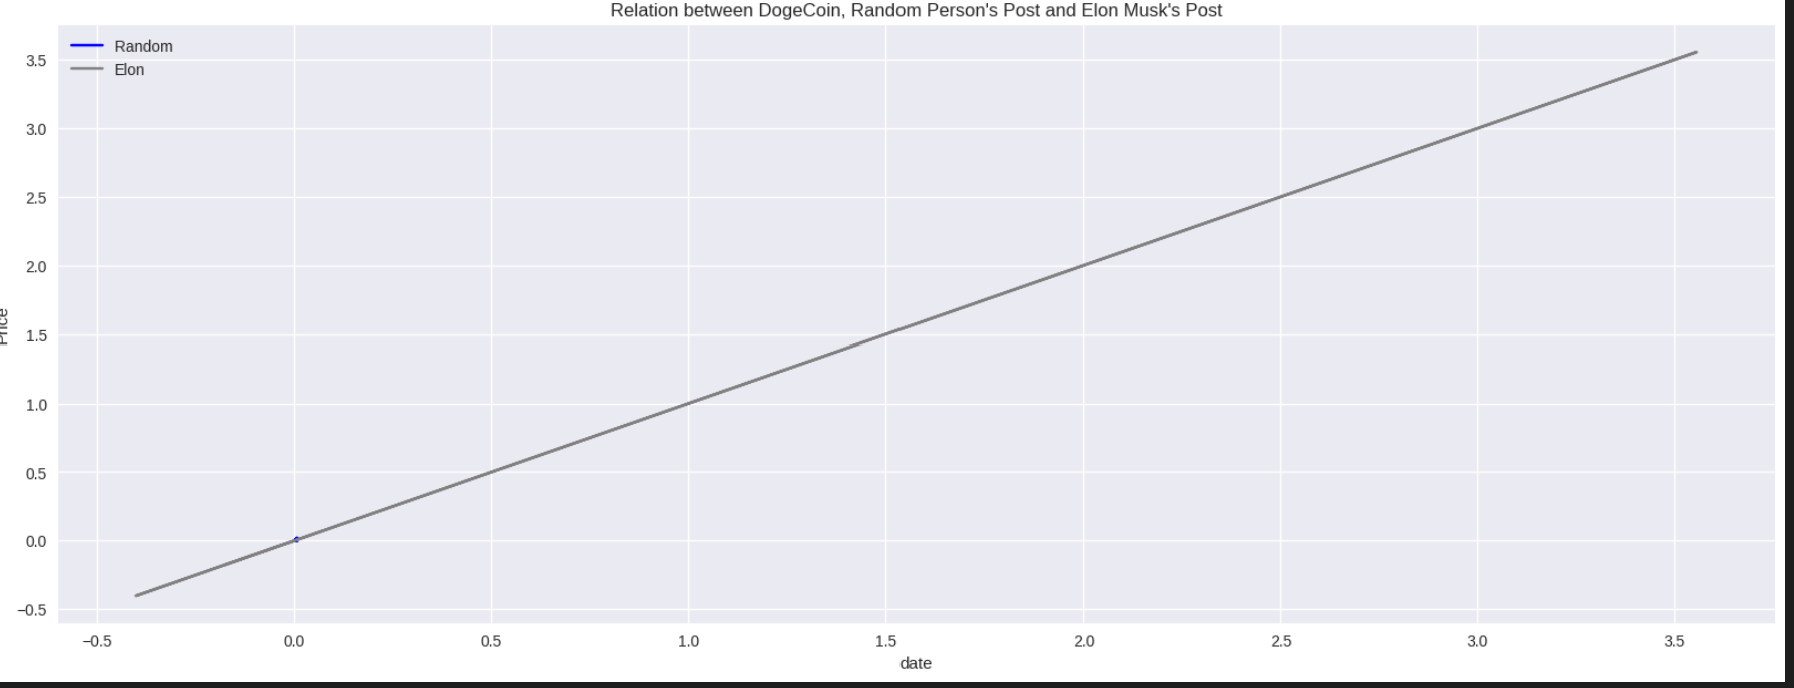 Relation between DogeCoin, Random Person's Post and Elon Musk's Post
Random
Elon
3.5
3.0
2.5
2.0
1.5
1.0
0.5
0.0
−0.5
Price
−0.5 0.0 0.5 1.0 1.5 2.0 2.5 3.0 3.5
date